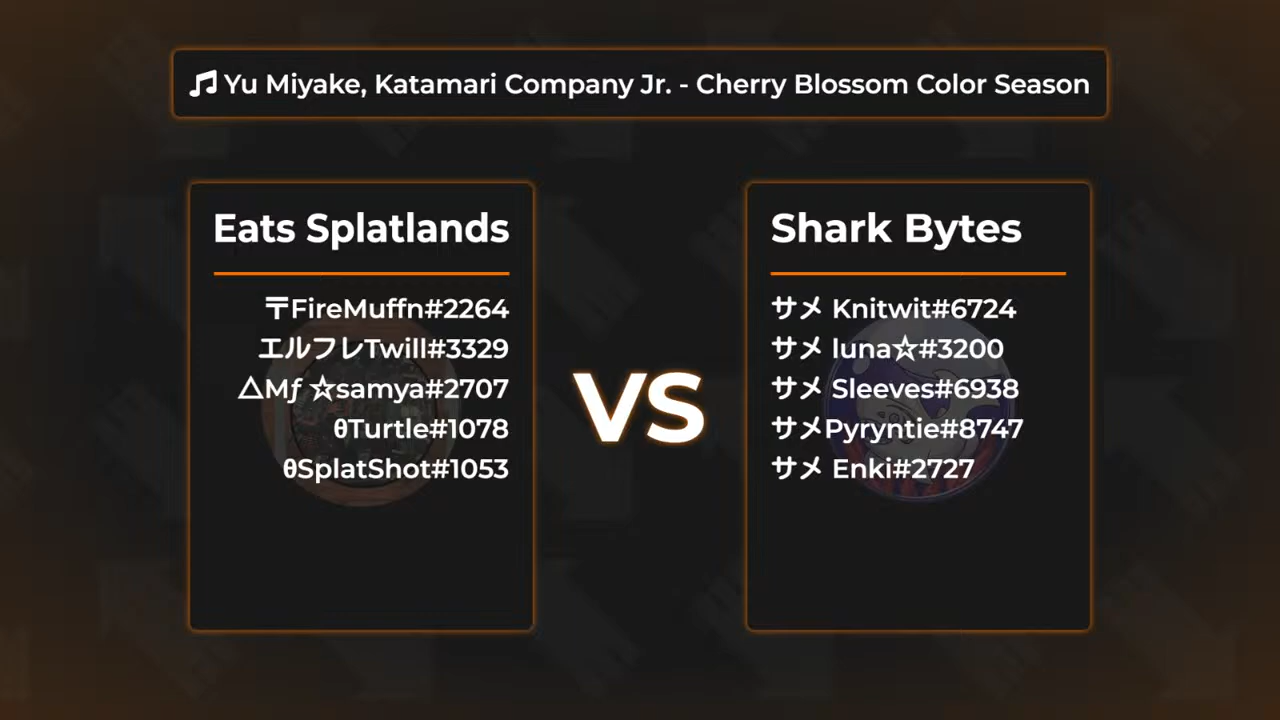 ♫ Yu Miyake, Katamari Company Jr. - Cherry Blossom Color Season
Eats Splatlands
〒FireMuffn#2264
エルフレTwill#3329
△Mƒ ☆samya#2707
θTurtle#1078
θSplatShot#1053
VS
Shark Bytes
サメ Knitwit#6724
サメ luna☆#3200
サメ Sleeves#6938
サメPyryntie#8747
サメ Enki#2727